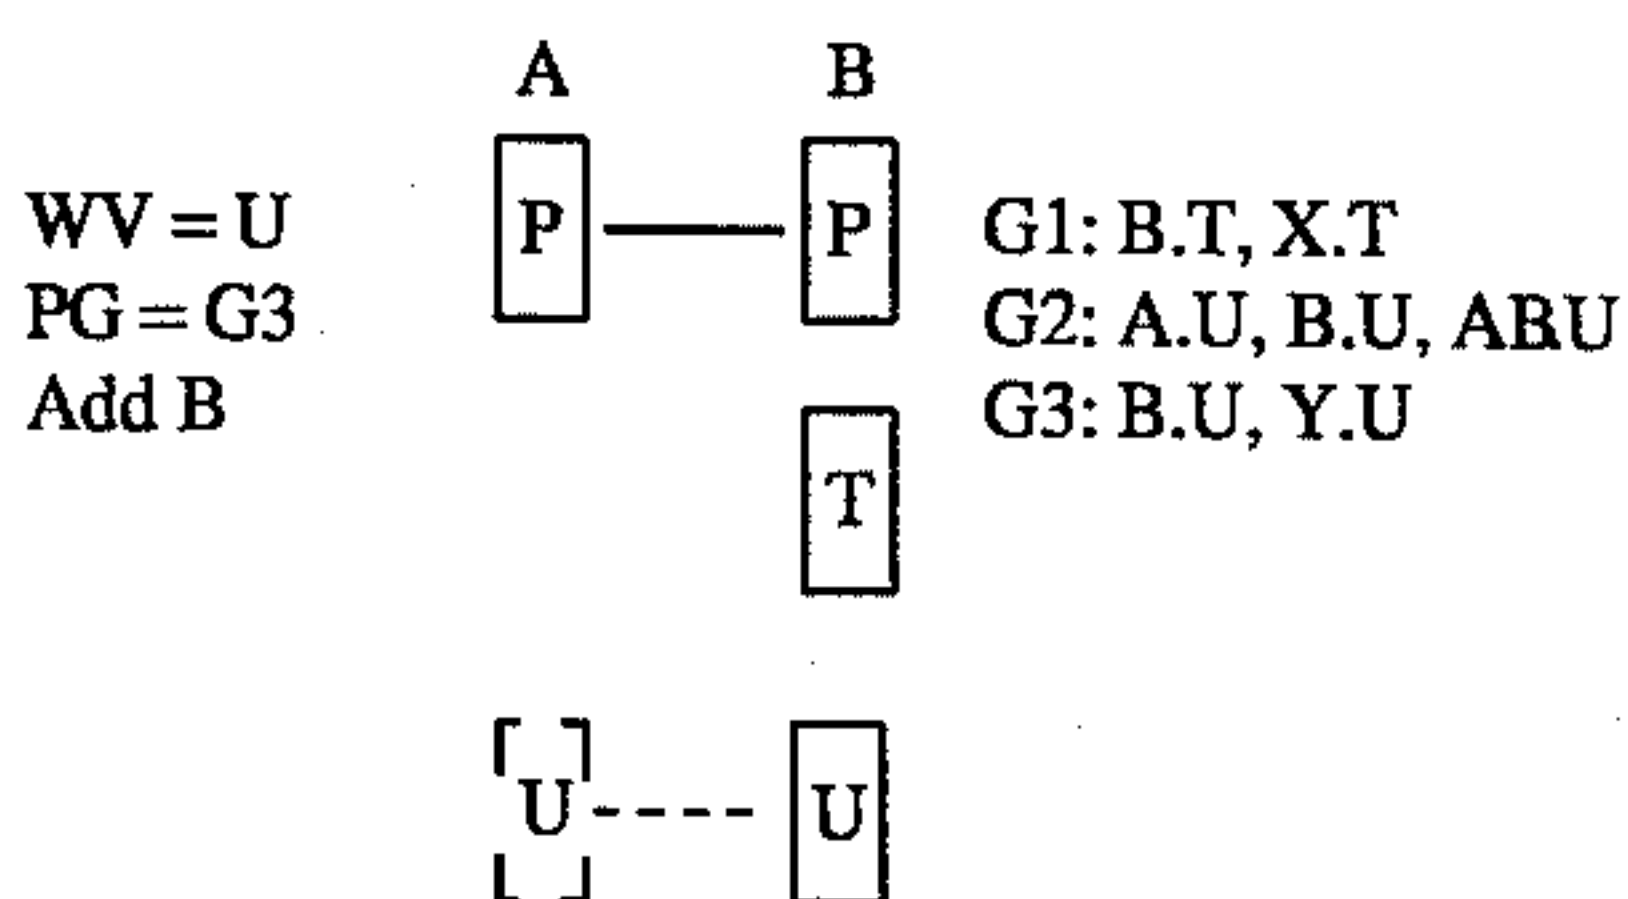 A B
WV = U
PG = G3
Add B
P P
G1: B.T, X.T
G2: A.U, B.U, ABU
G3: B.U, Y.U
T
U U